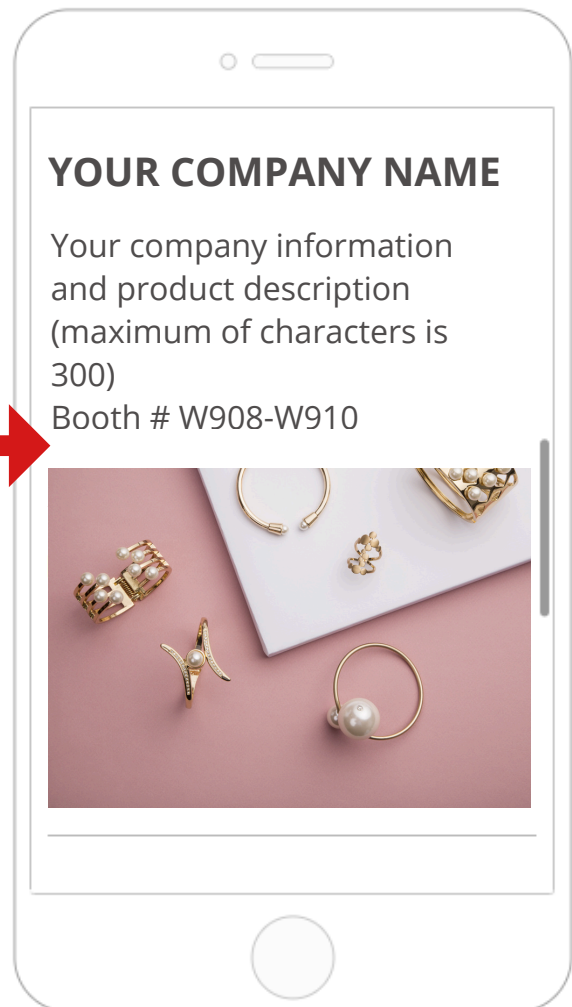 YOUR COMPANY NAME
Your company information
and product description
(maximum of characters is
300)
Booth # W908-W910